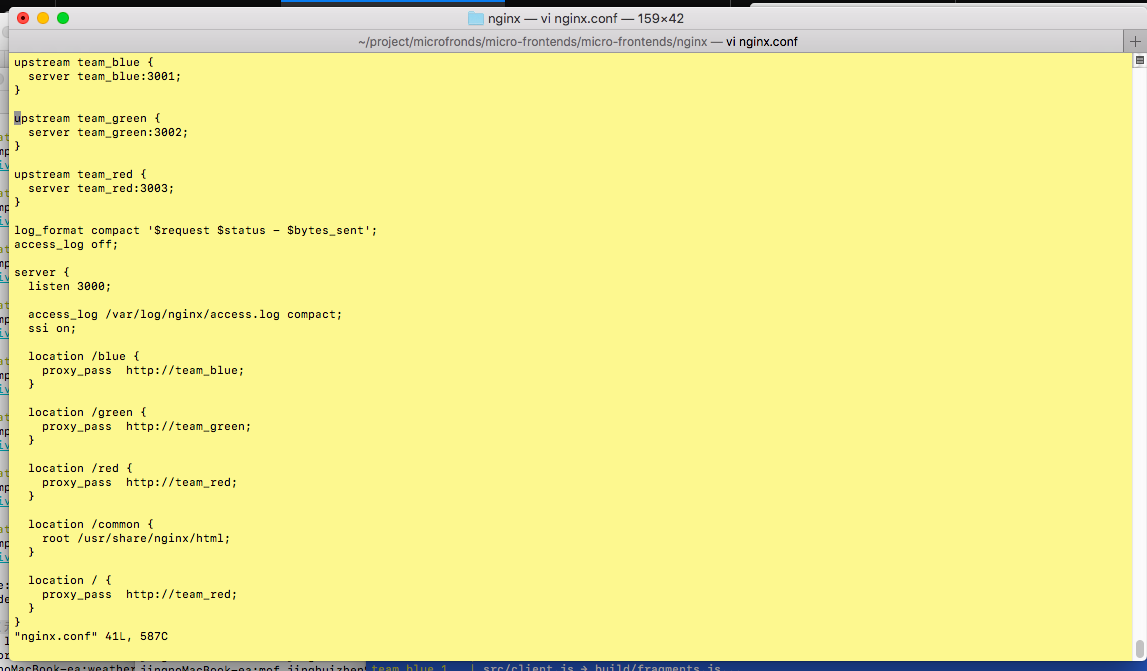 nginx — vi nginx.conf — 159×42
~/project/microfronds/micro-frontends/micro-frontends/nginx — vi nginx.conf
upstream team_blue {
  server team_blue:3001;
}
upstream team_green {
  server team_green:3002;
}
upstream team_red {
  server team_red:3003;
}
log_format compact '$request $status - $bytes_sent';
access_log off;
server {
  listen 3000;
  access_log /var/log/nginx/access.log compact;
  ssi on;
  location /blue {
    proxy_pass  http://team_blue;
  }
  location /green {
    proxy_pass  http://team_green;
  }
  location /red {
    proxy_pass  http://team_red;
  }
  location /common {
    root /usr/share/nginx/html;
  }
  location / {
    proxy_pass  http://team_red;
  }
}
"nginx.conf" 41L, 587C
team_blue_1   | src/client.js → build/fragments.js